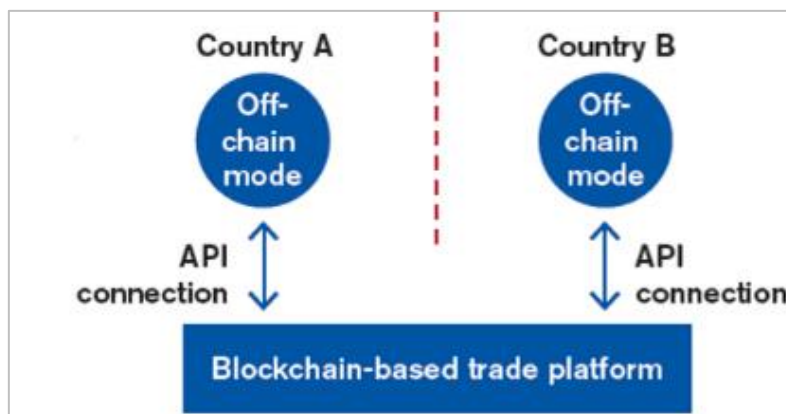 Country A
Country B
Off-
chain
mode
Off-
chain
mode
API
connection
API
connection
Blockchain-based trade platform